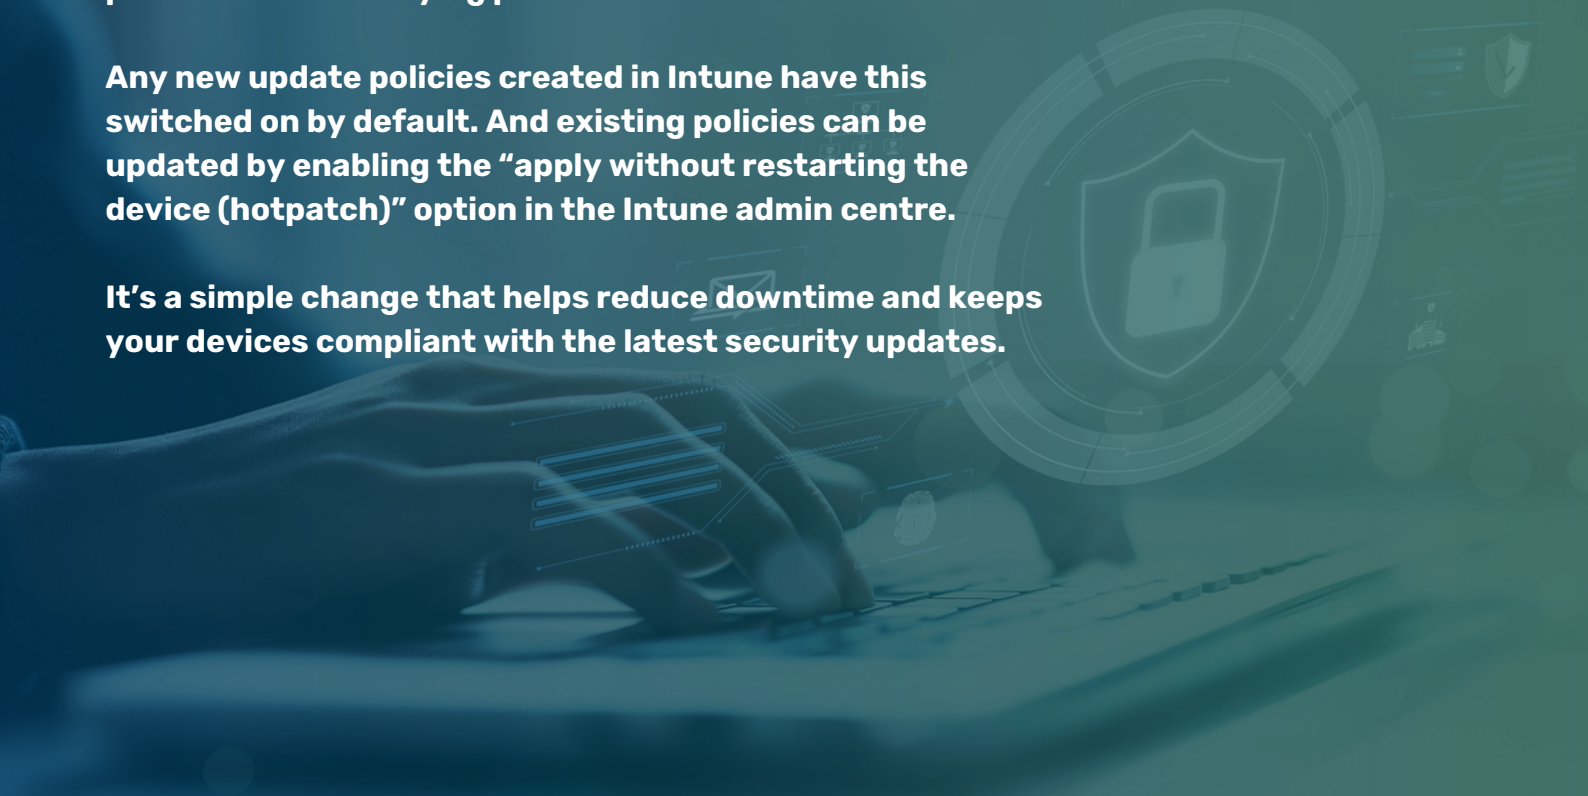 Any new update policies created in Intune have this
switched on by default. And existing policies can be
updated by enabling the “apply without restarting the
device (hotpatch)” option in the Intune admin centre.
It’s a simple change that helps reduce downtime and keeps
your devices compliant with the latest security updates.